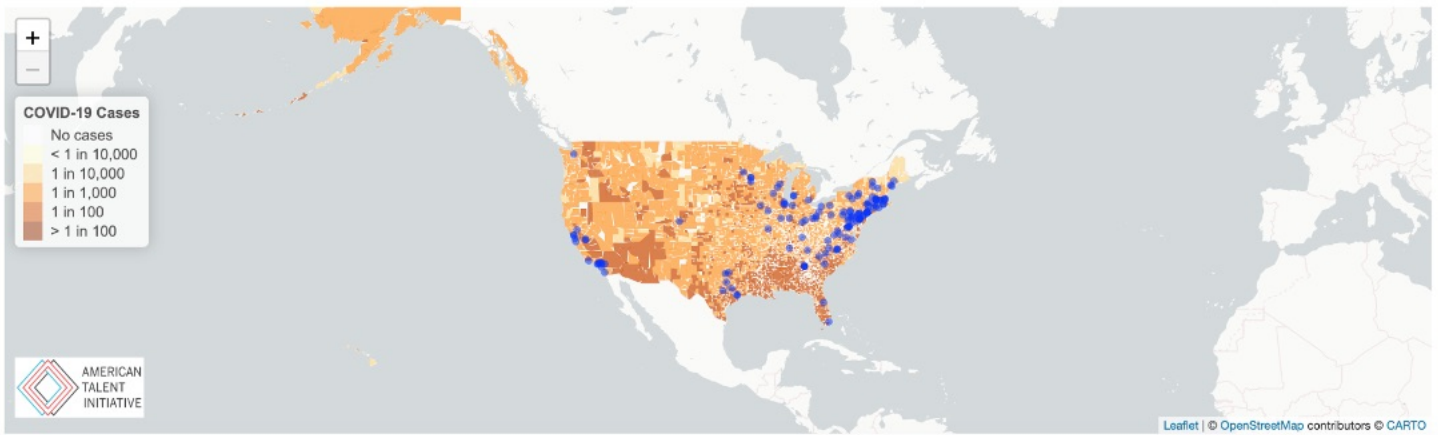 +
−
COVID-19 Cases
No cases
< 1 in 10,000
1 in 10,000
1 in 1,000
1 in 100
> 1 in 100
AMERICAN
TALENT
INITIATIVE
Leaflet | © OpenStreetMap contributors © CARTO